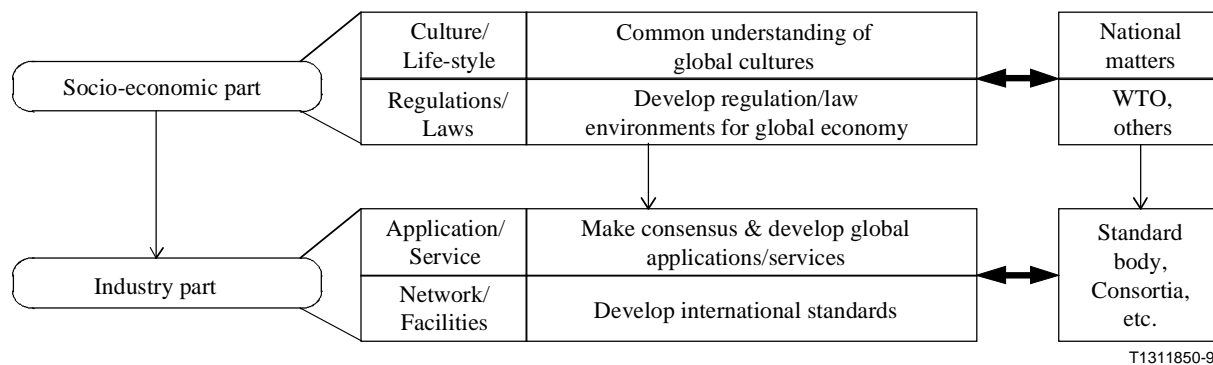 Culture/
Life-style
Common understanding of
global cultures
National
matters
Socio-economic part
Regulations/
Laws
Develop regulation/law
environments for global economy
WTO,
others
Application/
Service
Make consensus & develop global
applications/services
Standard
body,
Consortia,
etc.
Industry part
Network/
Facilities
Develop international standards
T1311850-9